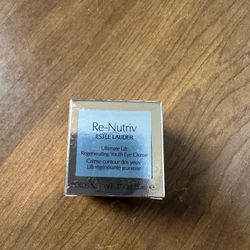 Re-Nutriv
ESTĒE LAUDER
Ultimate Lift
Regenerating Youth Eye Creme
Crème contour des yeux
Lift régénérante jeunesse